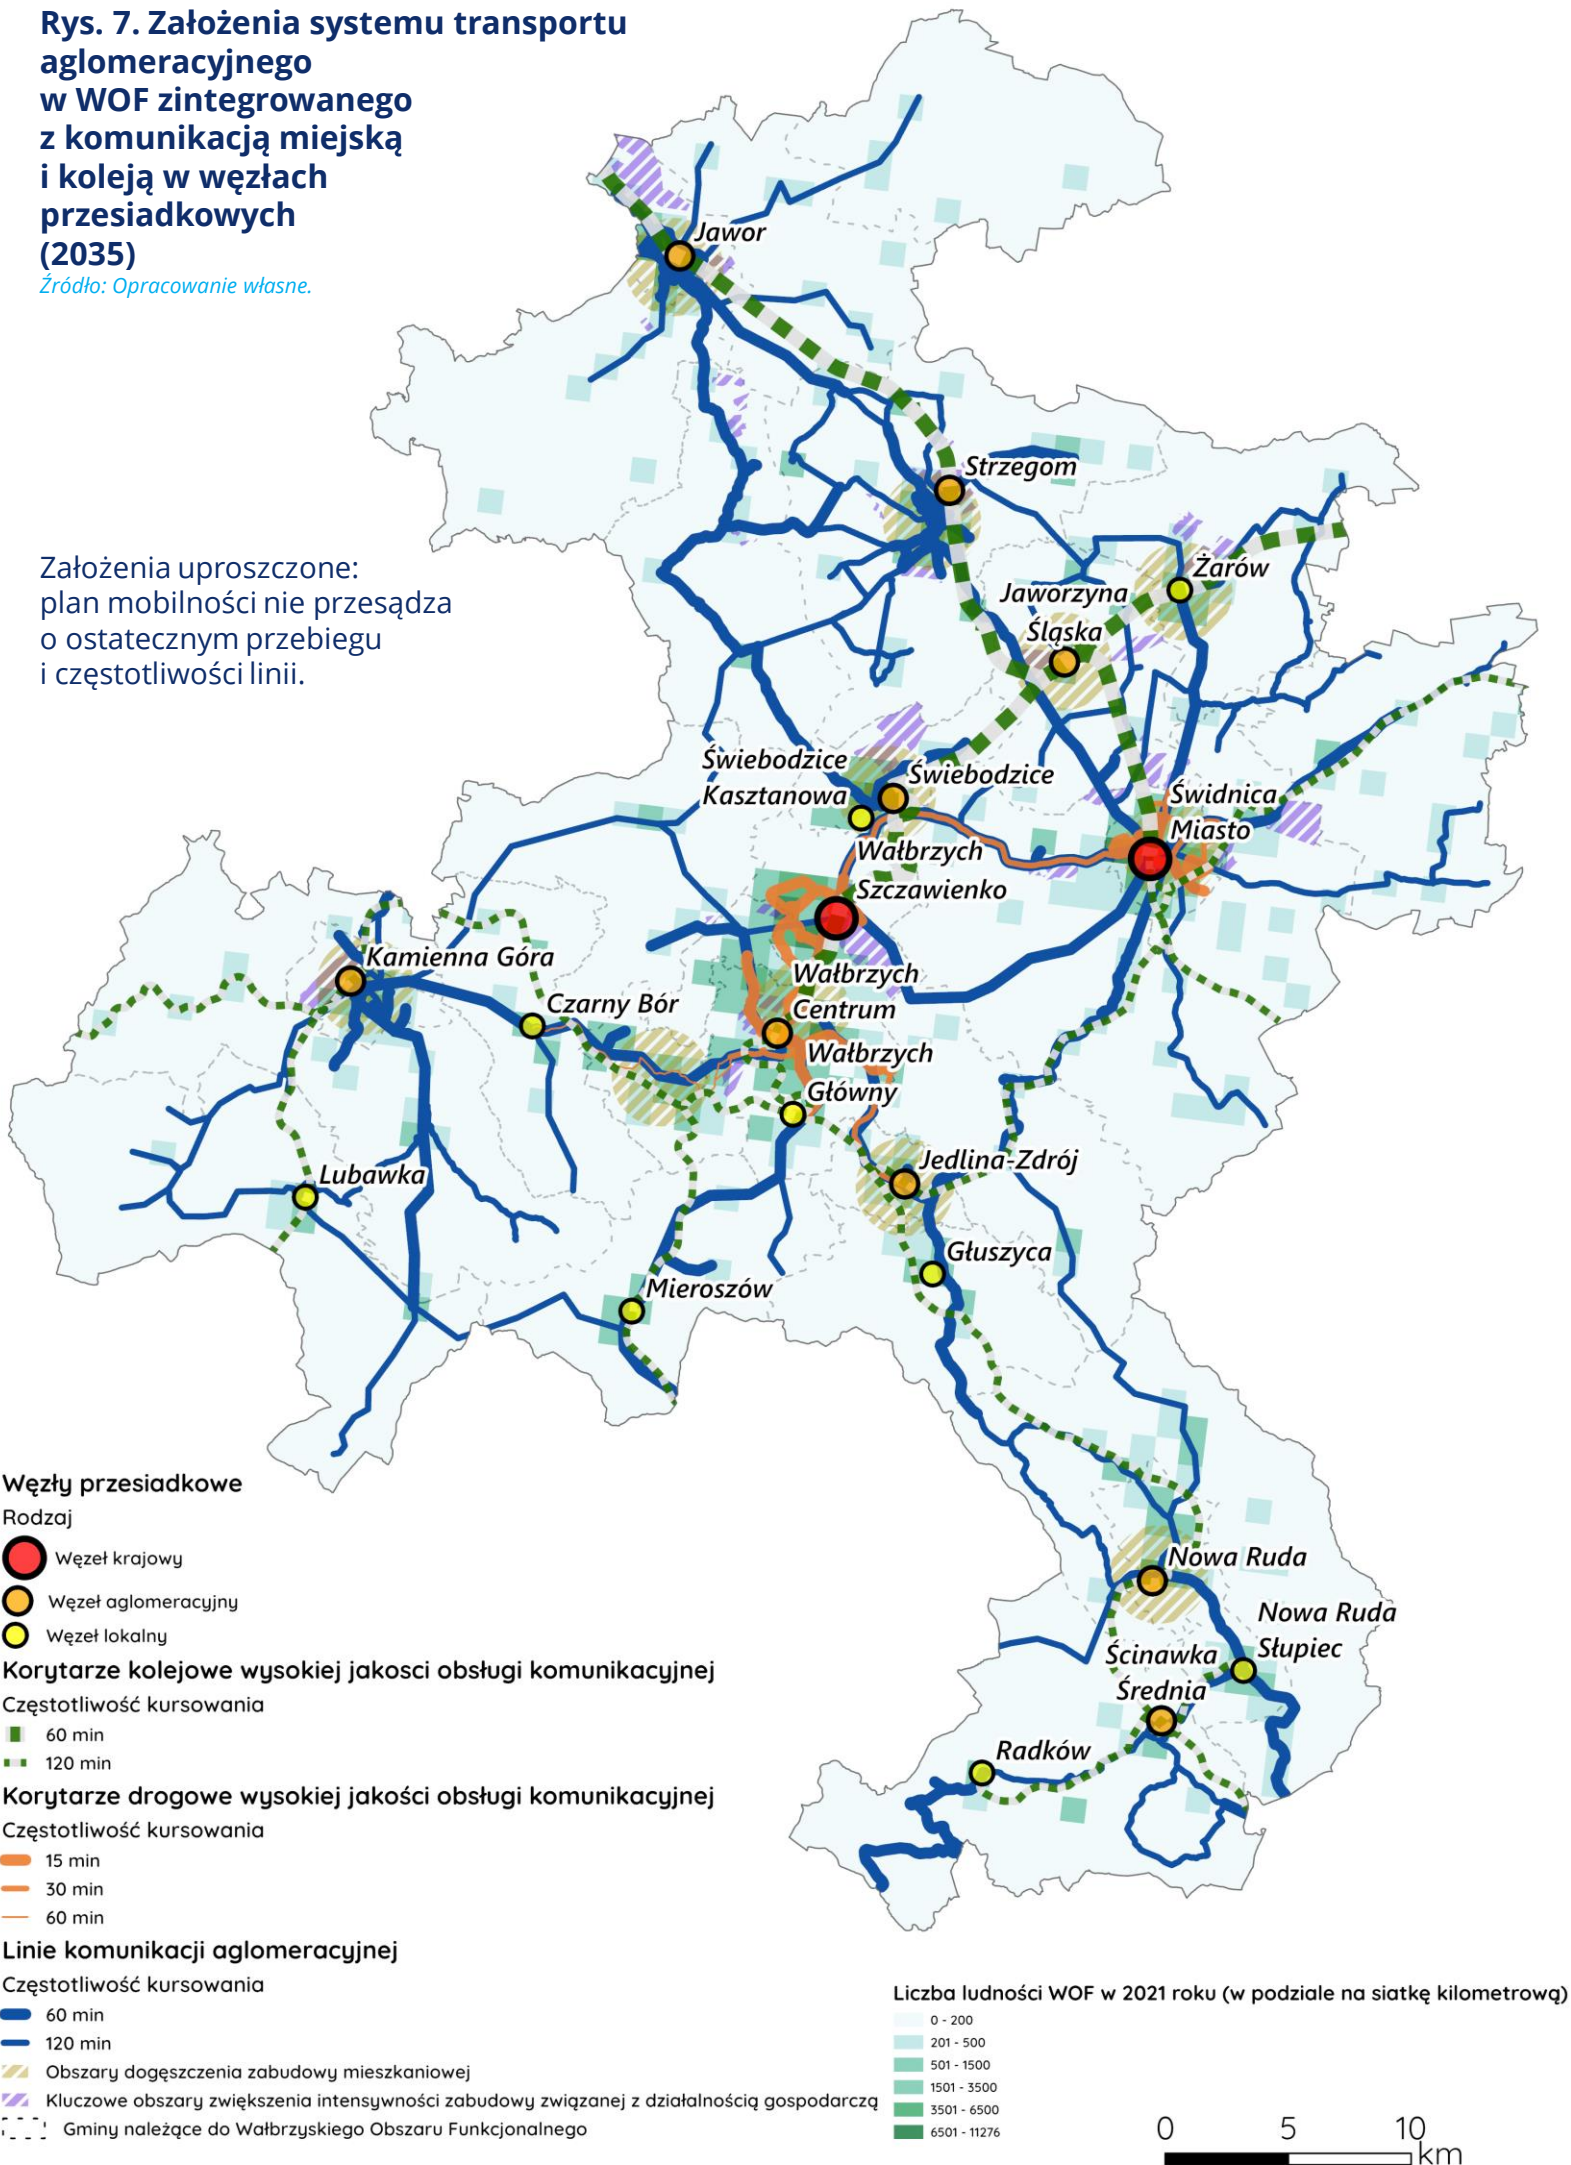 Rys. 7. Założenia systemu transportu
aglomeracyjnego
w WOF zintegrowanego
z komunikacją miejską
i koleją w węzłach
przesiadkowych
(2035)
Źródło: Opracowanie własne.
Założenia uproszczone:
plan mobilności nie przesądza
o ostatecznym przebiegu
i częstotliwości linii.
Jawor
Strzegom
Żarów
Jaworzyna
Śląska
Świebodzice
Kasztanowa
Świebodzice
Świdnica
Miasto
Wałbrzych
Szczawienko
Kamienna Góra
Czarny Bór
Wałbrzych
Centrum
Wałbrzych
Główny
Jedlina-Zdrój
Lubawka
Głuszyca
Mieroszów
Nowa Ruda
Nowa Ruda
Słupiec
Ścinawka
Średnia
Radków
Węzły przesiadkowe
Rodzaj
Węzeł krajowy
Węzeł aglomeracyjny
Węzeł lokalny
Korytarze kolejowe wysokiej jakosci obsługi komunikacyjnej
Częstotliwość kursowania
60 min
120 min
Korytarze drogowe wysokiej jakości obsługi komunikacyjnej
Częstotliwość kursowania
15 min
30 min
60 min
Linie komunikacji aglomeracyjnej
Częstotliwość kursowania
60 min
120 min
Obszary dogęszczenia zabudowy mieszkaniowej
Kluczowe obszary zwiększenia intensywności zabudowy związanej z działalnością gospodarczą
Gminy należące do Wałbrzyskiego Obszaru Funkcjonalnego
Liczba ludności WOF w 2021 roku (w podziale na siatkę kilometrową)
0 - 200
201 - 500
501 - 1500
1501 - 3500
3501 - 6500
6501 - 11276
0 5 10
km